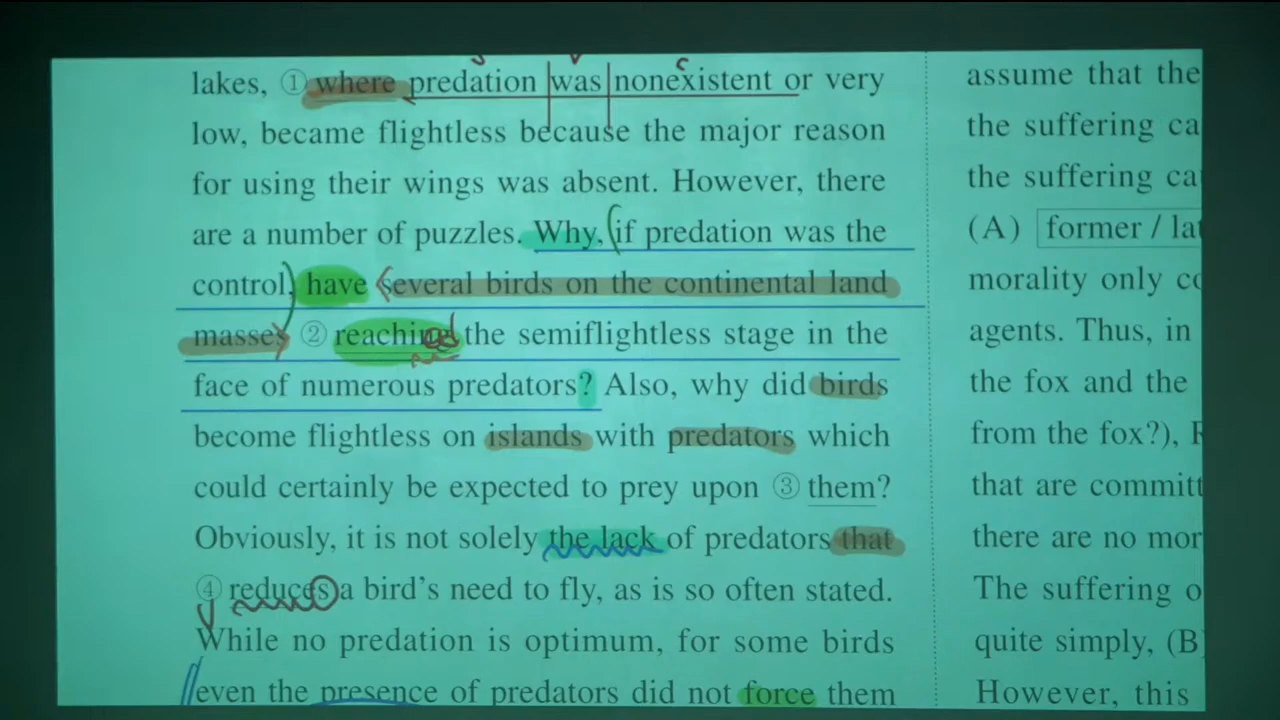 lakes, ① where predation was nonexistent or very
low, became flightless because the major reason
for using their wings was absent. However, there
are a number of puzzles. Why, if predation was the
control, have several birds on the continental land
masses ② reaching the semiflightless stage in the
face of numerous predators? Also, why did birds
become flightless on islands with predators which
could certainly be expected to prey upon ③ them?
Obviously, it is not solely the lack of predators that
④ reduces a bird's need to fly, as is so often stated.
While no predation is optimum, for some birds
even the presence of predators did not force them
assume that the
the suffering ca
the suffering ca
(A) former / lat
morality only co
agents. Thus, in
the fox and the
from the fox?),
that are committ
there are no mor
The suffering o
quite simply, (B)
However, this